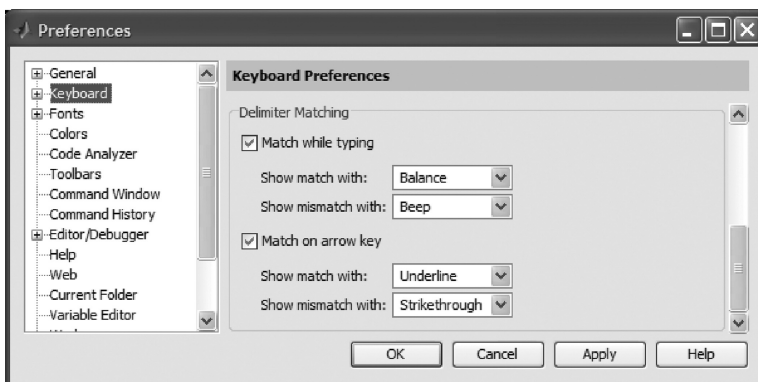 Preferences
General
Keyboard
Fonts
Colors
Code Analyzer
Toolbars
Command Window
Command History
Editor/Debugger
Help
Web
Current Folder
Variable Editor
Keyboard Preferences
Delimiter Matching
Match while typing
Show match with: Balance
Show mismatch with: Beep
Match on arrow key
Show match with: Underline
Show mismatch with: Strikethrough
OK Cancel Apply Help